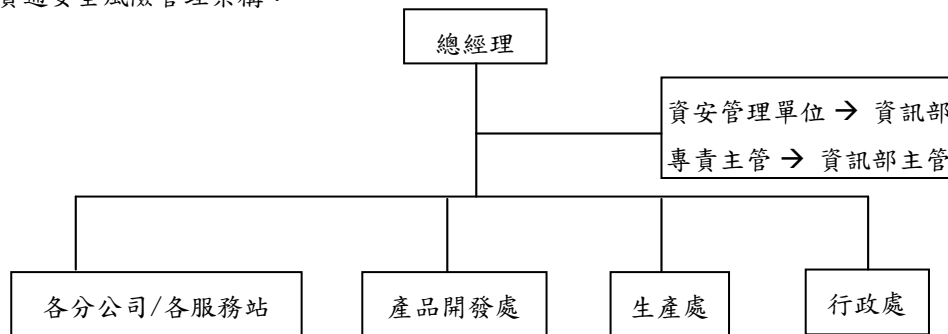 資通安全風險管理架構：
總經理
資安管理單位 → 資訊部
專責主管 → 資訊部主管
各分公司/各服務站
產品開發處
生產處
行政處